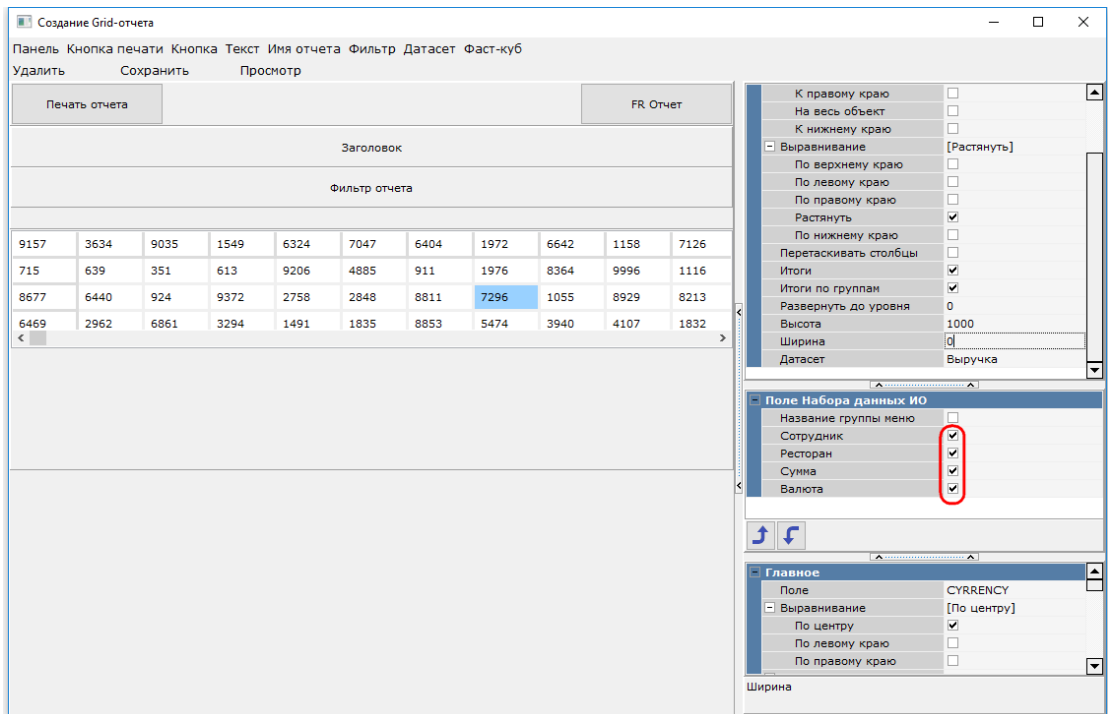 Создание Grid-отчета
Панель Кнопка печати Кнопка Текст Имя отчета Фильтр Датасет Фаст-куб
Удалить Сохранить Просмотр
Печать отчета FR Отчет
Заголовок
Фильтр отчета
9157 3634 9035 1549 6324 7047 6404 1972 6642 1158 7126
715 639 351 613 9206 4885 911 1976 8364 9996 1116
8677 6440 924 9372 2758 2848 8811 7296 1055 8929 8213
6469 2962 6861 3294 1491 1835 8853 5474 3940 4107 1832
К правому краю
На весь объект
К нижнему краю
Выравнивание [Растянуть]
По верхнему краю
По левому краю
По правому краю
Растянуть
По нижнему краю
Перетаскивать столбцы
Итоги
Итоги по группам
Развернуть до уровня 0
Высота 1000
Ширина 0
Датасет Выручка
Поле Набора данных ИО
Название группы меню
Сотрудник
Ресторан
Сумма
Валюта
Главное
Поле CYRRENCY
Выравнивание [По центру]
По центру
По левому краю
По правому краю
Ширина